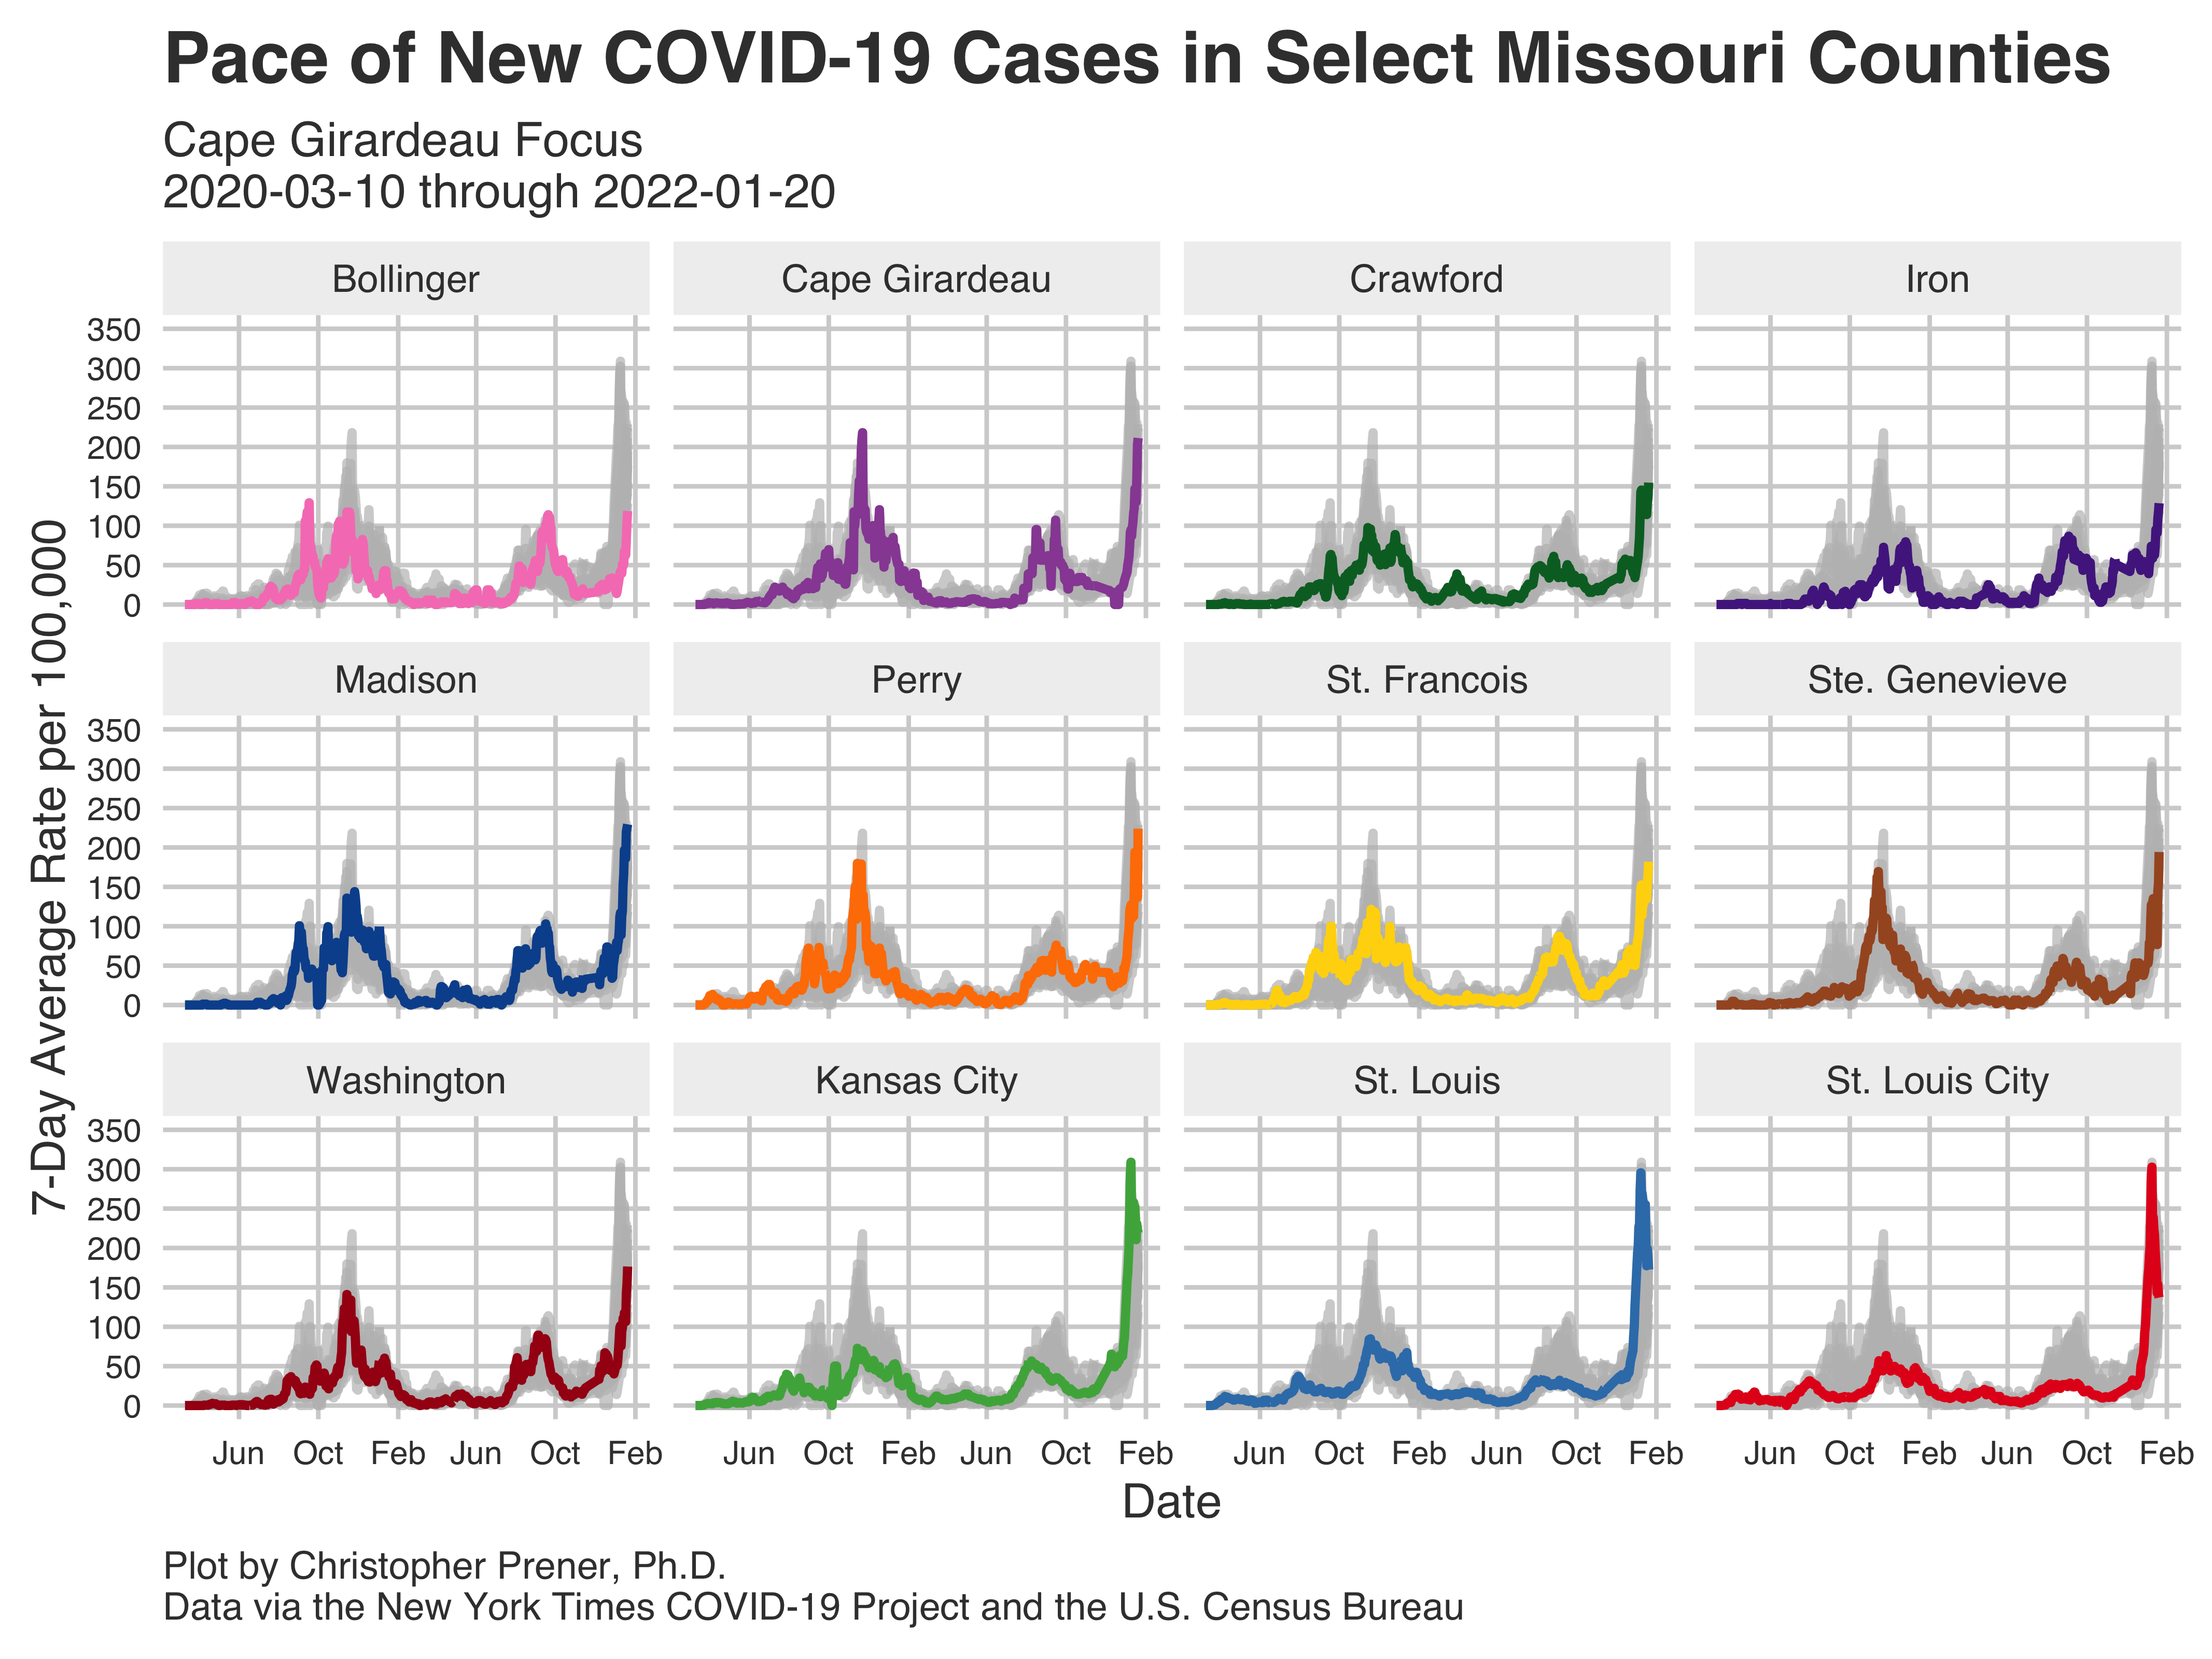 Pace of New COVID-19 Cases in Select Missouri Counties
Cape Girardeau Focus
2020-03-10 through 2022-01-20
7-Day Average Rate per 100,000
Bollinger Cape Girardeau Crawford Iron
350
300
250
200
150
100
50
0
Madison Perry St. Francois Ste. Genevieve
350
300
250
200
150
100
50
0
Washington Kansas City St. Louis St. Louis City
350
300
250
200
150
100
50
0
Jun Oct Feb Jun Oct Feb Jun Oct Feb Jun Oct Feb Jun Oct Feb Jun Oct Feb Jun Oct Feb Jun Oct Feb
Date
Plot by Christopher Prener, Ph.D.
Data via the New York Times COVID-19 Project and the U.S. Census Bureau